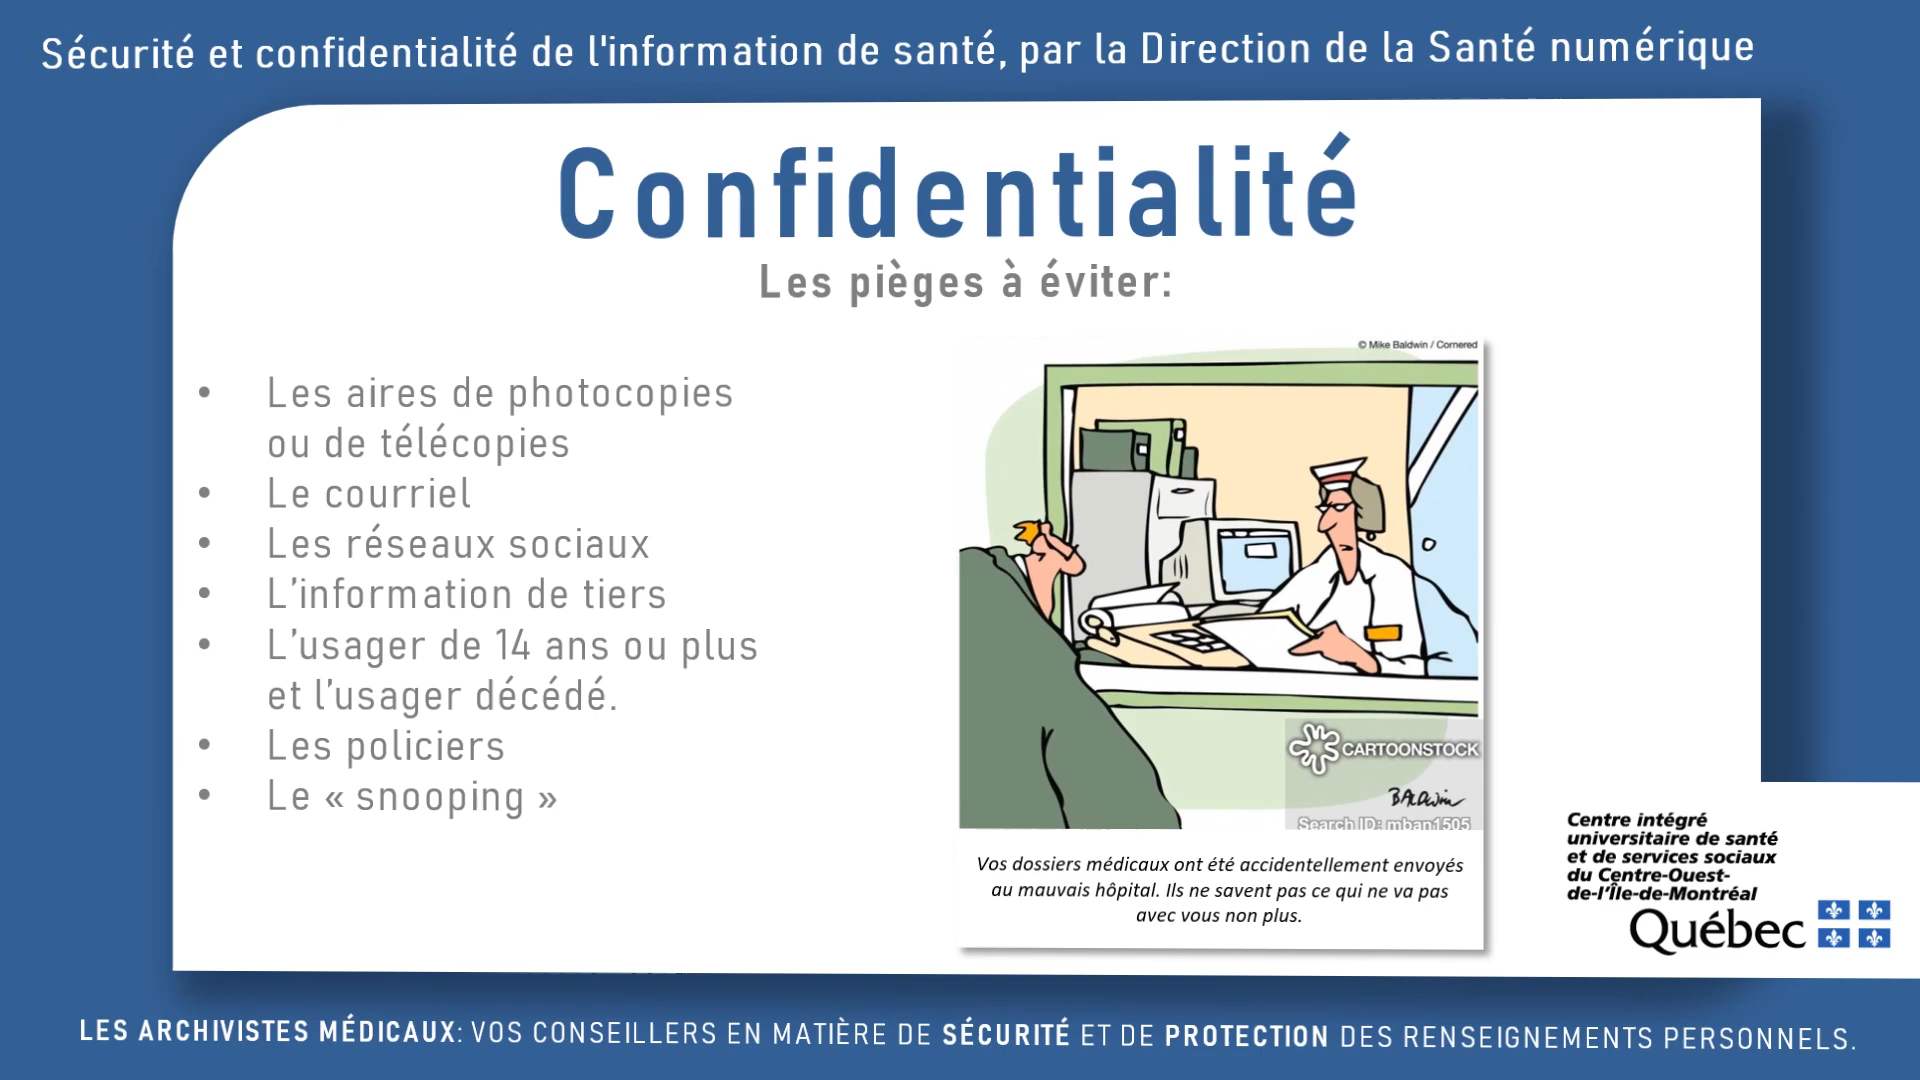 Sécurité et confidentialité de l'information de santé, par la Direction de la Santé numérique
Confidentialité
Les pièges à éviter:
• Les aires de photocopies
ou de télécopies
• Le courriel
• Les réseaux sociaux
• L’information de tiers
• L’usager de 14 ans ou plus
et l’usager décédé.
• Les policiers
• Le « snooping »
© Mike Baldwin / Cornered
CARTOONSTOCK
BALDWIN
Search ID: mban1505
Vos dossiers médicaux ont été accidentellement envoyés
au mauvais hôpital. Ils ne savent pas ce qui ne va pas
avec vous non plus.
Centre intégré
universitaire de santé
et de services sociaux
du Centre-Ouest-
de-l’Île-de-Montréal
Québec
LES ARCHIVISTES MÉDICAUX: VOS CONSEILLERS EN MATIÈRE DE SÉCURITÉ ET DE PROTECTION DES RENSEIGNEMENTS PERSONNELS.